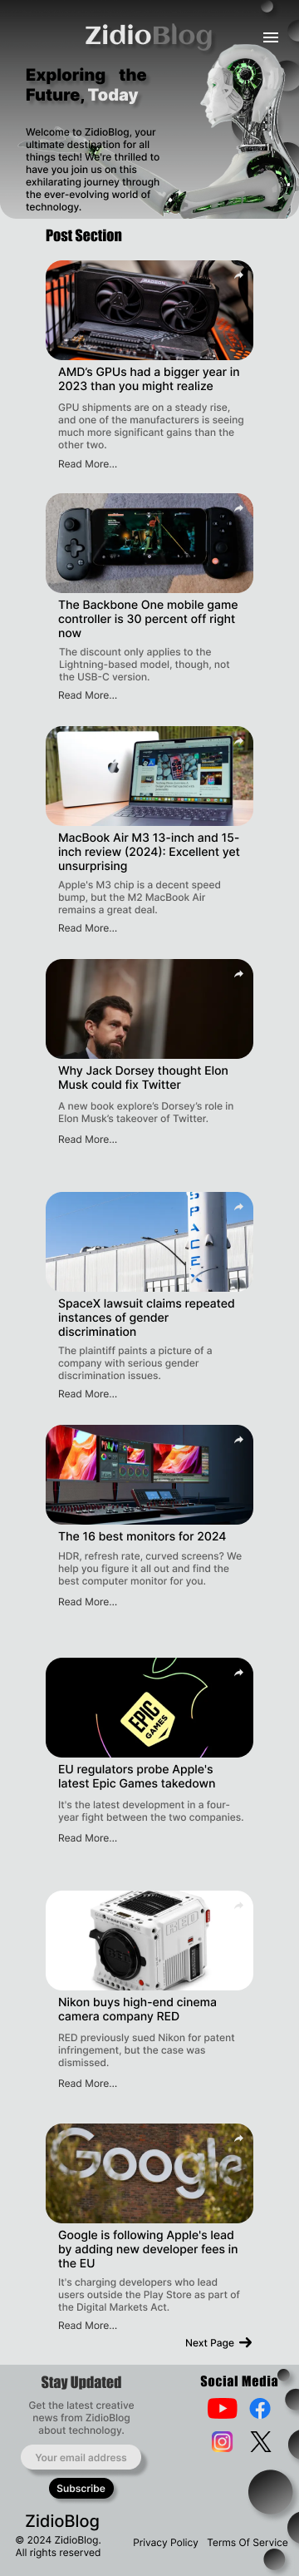 ZidioBlog
Exploring the
Future, Today
Welcome to ZidioBlog, your
ultimate destination for all
things tech! We're thrilled to
have you join us on this
exhilarating journey through
the ever-evolving world of
technology.
Post Section
AMD's GPUs had a bigger year in
2023 than you might realize
GPU shipments are on a steady rise,
and one of the manufacturers is seeing
much more significant gains than the
other two.
Read More...
The Backbone One mobile game
controller is 30 percent off right
now
The discount only applies to the
Lightning-based model, though, not
the USB-C version.
Read More...
MacBook Air M3 13-inch and 15-
inch review (2024): Excellent yet
unsurprising
Apple's M3 chip is a decent speed
bump, but the M2 MacBook Air
remains a great deal.
Read More...
Why Jack Dorsey thought Elon
Musk could fix Twitter
A new book explore's Dorsey's role in
Elon Musk's takeover of Twitter.
Read More...
SPACEX
SpaceX lawsuit claims repeated
instances of gender
discrimination
The plaintiff paints a picture of a
company with serious gender
discrimination issues.
Read More...
The 16 best monitors for 2024
HDR, refresh rate, curved screens? We
help you figure it all out and find the
best computer monitor for you.
Read More...
EPIC
GAMES
EU regulators probe Apple's
latest Epic Games takedown
It's the latest development in a four-
year fight between the two companies.
Read More...
Nikon buys high-end cinema
camera company RED
RED previously sued Nikon for patent
infringement, but the case was
dismissed.
Read More...
Google
Google is following Apple's lead
by adding new developer fees in
the EU
It's charging developers who lead
users outside the Play Store as part of
the Digital Markets Act.
Read More...
Next Page
Stay Updated
Social Media
Get the latest creative
news from ZidioBlog
about technology.
Your email address
Subscribe
ZidioBlog
© 2024 ZidioBlog.
All rights reserved
Privacy Policy Terms Of Service